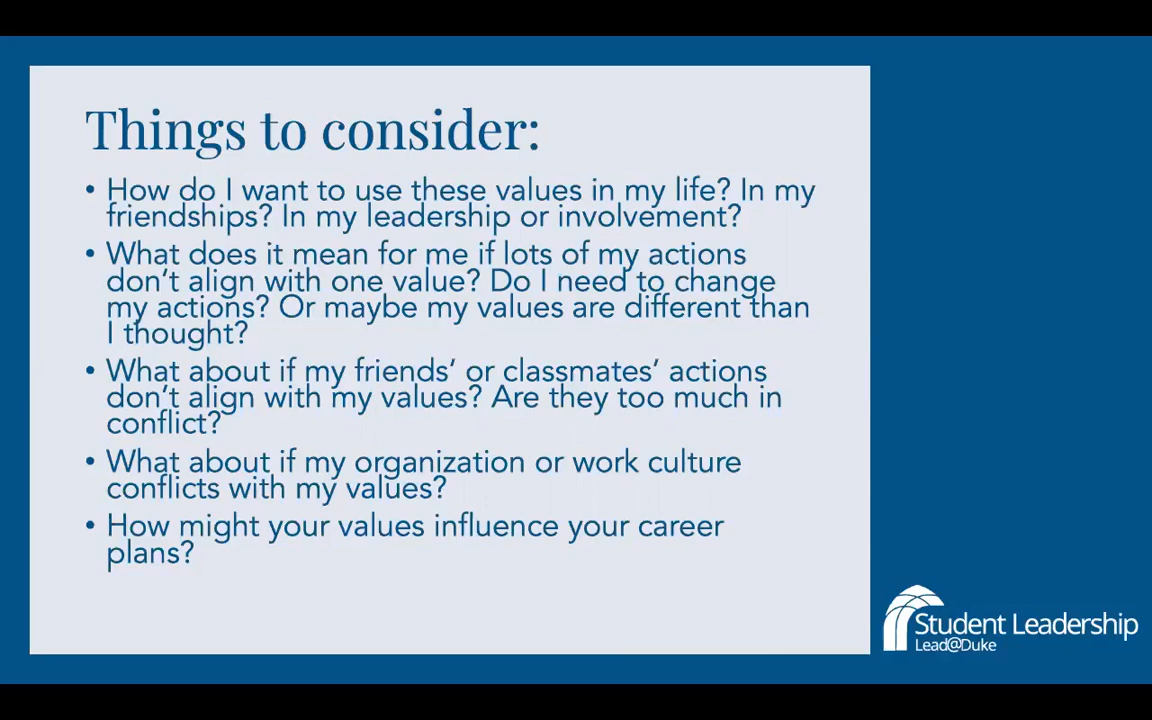 Things to consider:
• How do I want to use these values in my life? In my
friendships? In my leadership or involvement?
• What does it mean for me if lots of my actions
don't align with one value? Do I need to change
my actions? Or maybe my values are different than
I thought?
• What about if my friends' or classmates' actions
don't align with my values? Are they too much in
conflict?
• What about if my organization or work culture
conflicts with my values?
• How might your values influence your career
plans?
Student Leadership
Lead@Duke